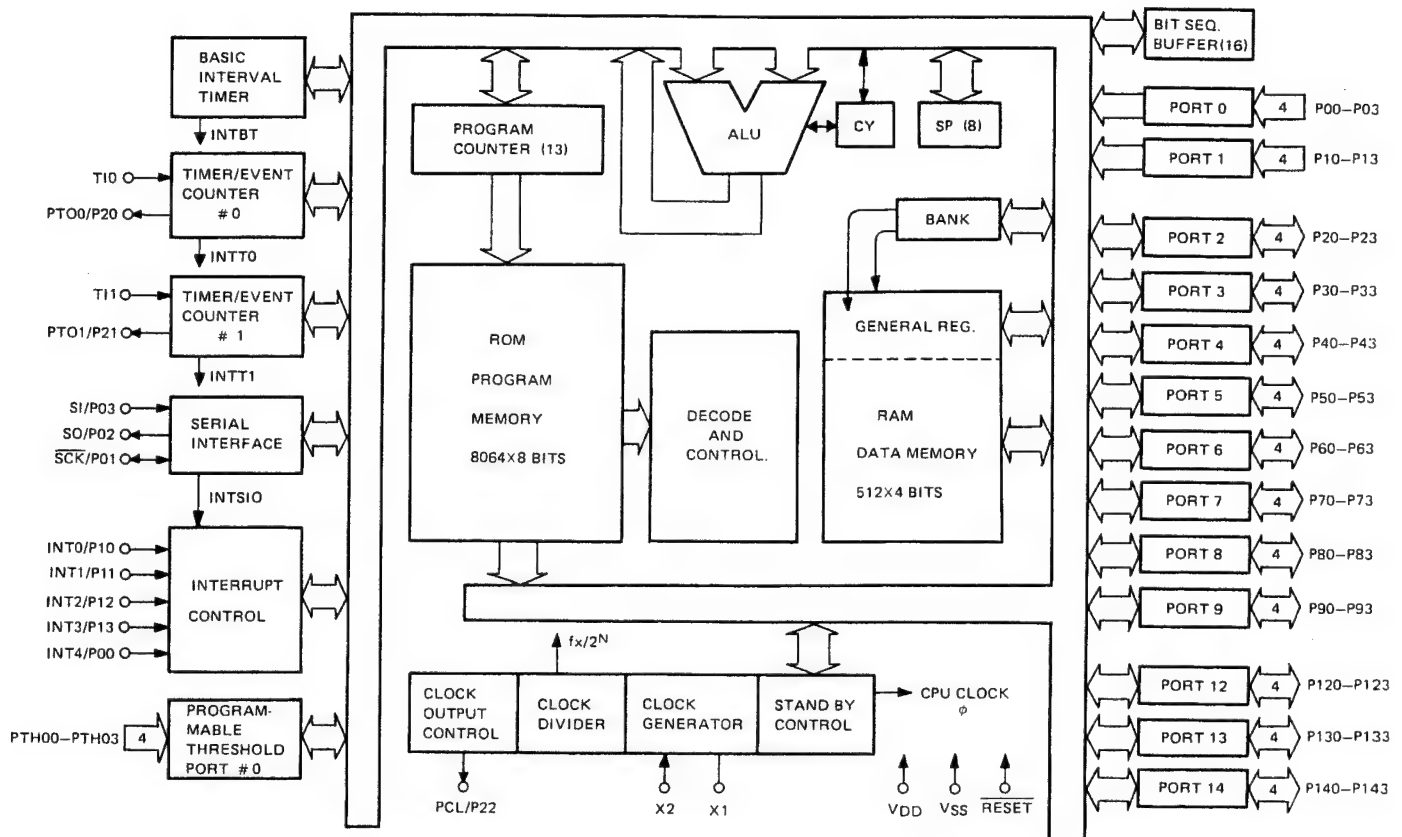 BASIC
INTERVAL
TIMER
INTBT
TI0
PTO0/P20
TIMER/EVENT
COUNTER
#0
INTT0
TI1
PTO1/P21
TIMER/EVENT
COUNTER
# 1
INTT1
SI/P03
SO/P02
SCK/P01
SERIAL
INTERFACE
INTSIO
INT0/P10
INT1/P11
INT2/P12
INT3/P13
INT4/P00
INTERRUPT
CONTROL
PTH00–PTH03
4
PROGRAM-
MABLE
THRESHOLD
PORT #0
PROGRAM
COUNTER (13)
ALU
CY
SP (8)
BANK
ROM
PROGRAM
MEMORY
8064X8 BITS
DECODE
AND
CONTROL.
GENERAL REG.
RAM
DATA MEMORY
512X4 BITS
fx/2N
CLOCK
OUTPUT
CONTROL
CLOCK
DIVIDER
CLOCK
GENERATOR
STAND BY
CONTROL
CPU CLOCK
φ
PCL/P22
X2
X1
VDD
VSS
RESET
BIT SEQ.
BUFFER(16)
PORT 0
4
P00–P03
PORT 1
4
P10–P13
PORT 2
4
P20–P23
PORT 3
4
P30–P33
PORT 4
4
P40–P43
PORT 5
4
P50–P53
PORT 6
4
P60–P63
PORT 7
4
P70–P73
PORT 8
4
P80–P83
PORT 9
4
P90–P93
PORT 12
4
P120–P123
PORT 13
4
P130–P133
PORT 14
4
P140–P143